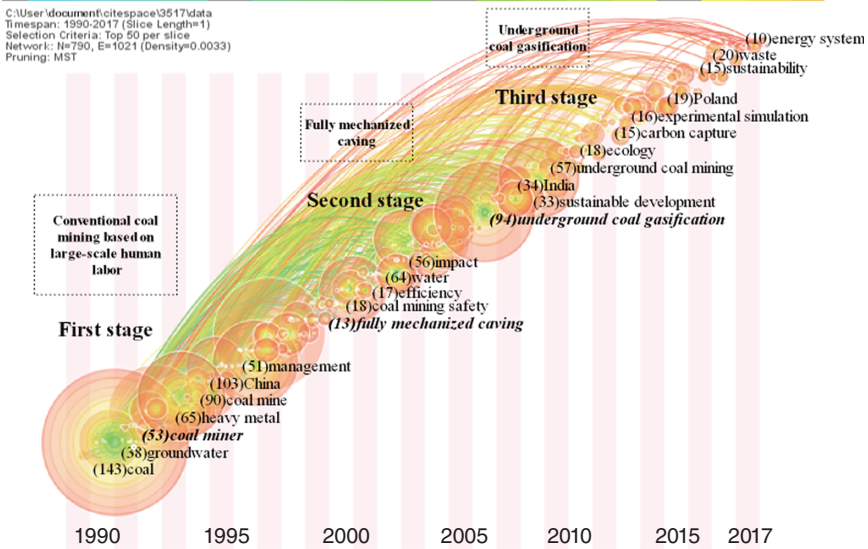 C:\User\document\citespace\3517\data
Timespan: 1990-2017 (Slice Length=1)
Selection Criteria: Top 50 per slice
Network: N=790, E=1021 (Density=0.0033)
Pruning: MST
Underground
coal gasification
(10)energy system
(20)waste
(15)sustainability
Third stage
(19)Poland
(16)experimental simulation
(15)carbon capture
Fully mechanized
caving
(18)ecology
(57)underground coal mining
(34)India
(33)sustainable development
(94)underground coal gasification
Second stage
Conventional coal
mining based on
large-scale human
labor
(56)impact
(64)water
(17)efficiency
(18)coal mining safety
(13)fully mechanized caving
First stage
(51)management
(103)China
(90)coal mine
(65)heavy metal
(53)coal miner
(38)groundwater
(143)coal
1990 1995 2000 2005 2010 2015 2017